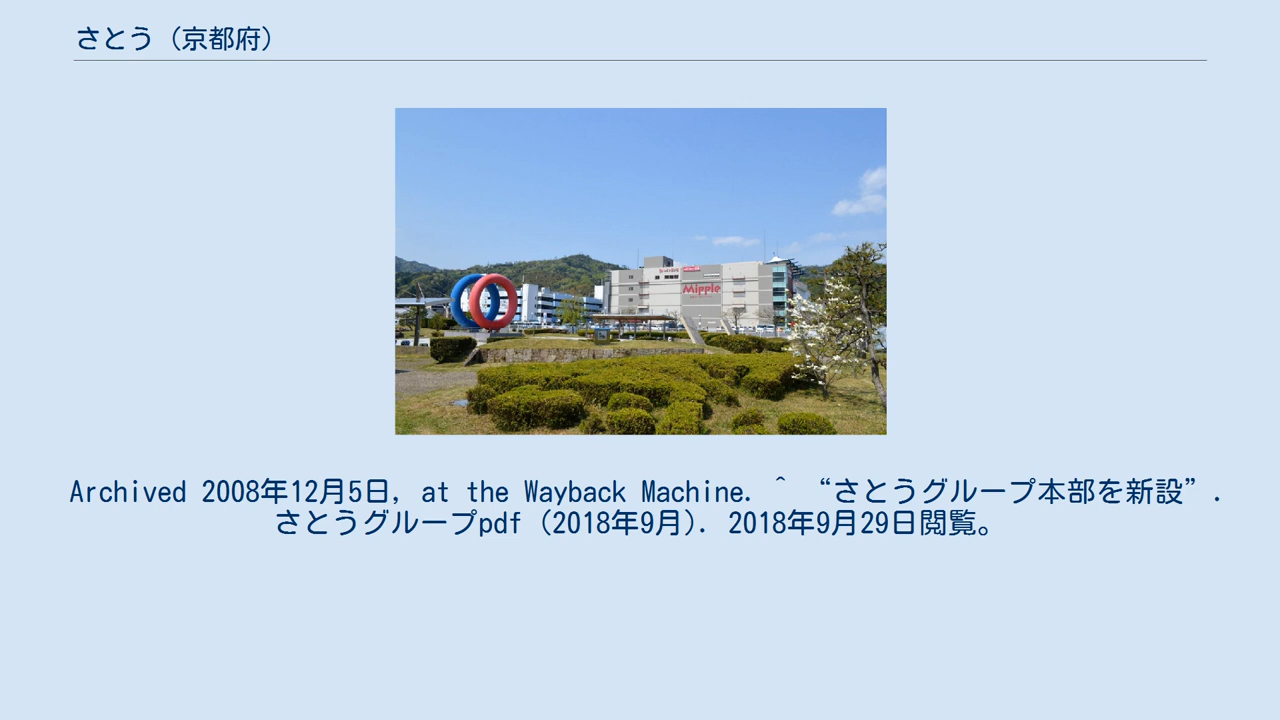 さとう（京都府）
Mipple
Archived 2008年12月5日, at the Wayback Machine. ^ “さとうグループ本部を新設”.
さとうグループpdf (2018年9月). 2018年9月29日閲覧。